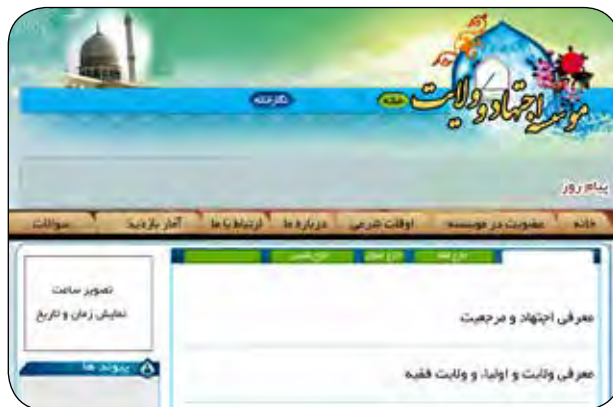 موسسه اجتهاد و ولایت
خانه
نگارخانه
پیام روز
خانه
عضویت در موسسه
اوقات شرعی
درباره ما
ارتباط با ما
آمار بازدید
سوالات
معرفی اجتهاد و مرجعیت
معرفی ولایت و اولیاء و ولایت فقیه
تصویر ساعت
نمایش زمان و تاریخ
پیوند ها